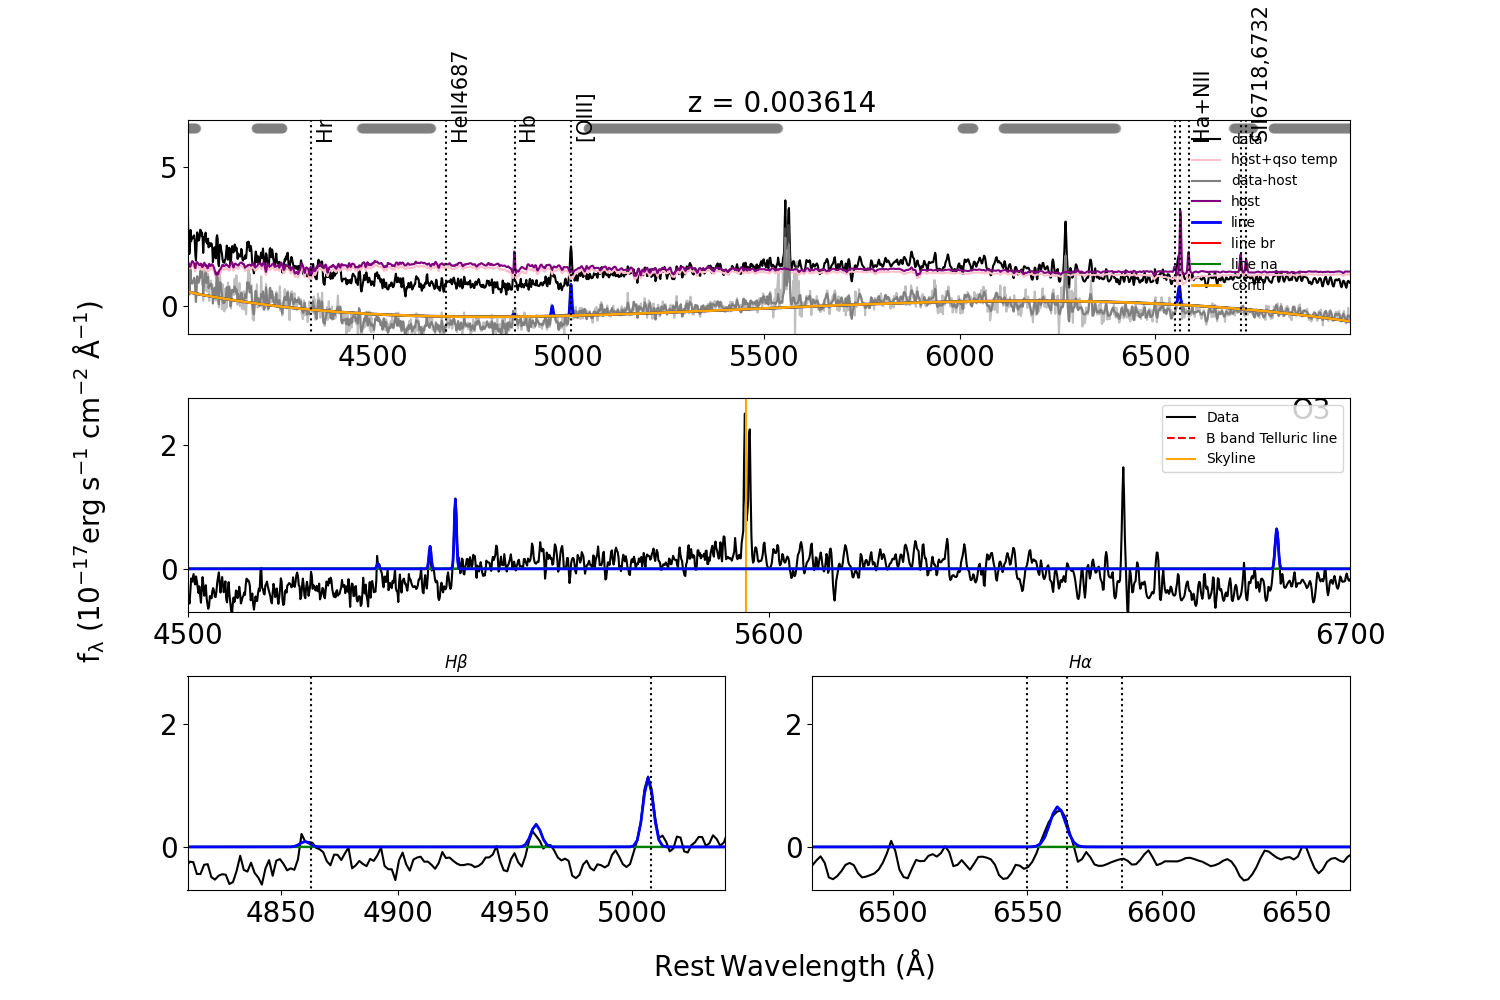 z = 0.003614
Hr
HeII4687
Hb
[OIII]
Ha+NII
SII6718,6732
data
host+qso temp
data-host
host
line
line br
line na
conti
5
0
4500
5000
5500
6000
6500
f_λ (10^{-17}erg s^{-1} cm^{-2} Å^{-1})
O3
Data
B band Telluric line
Skyline
2
0
4500
5600
6700
Hβ
2
0
4850
4900
4950
5000
Hα
2
0
6500
6550
6600
6650
Rest Wavelength (Å)